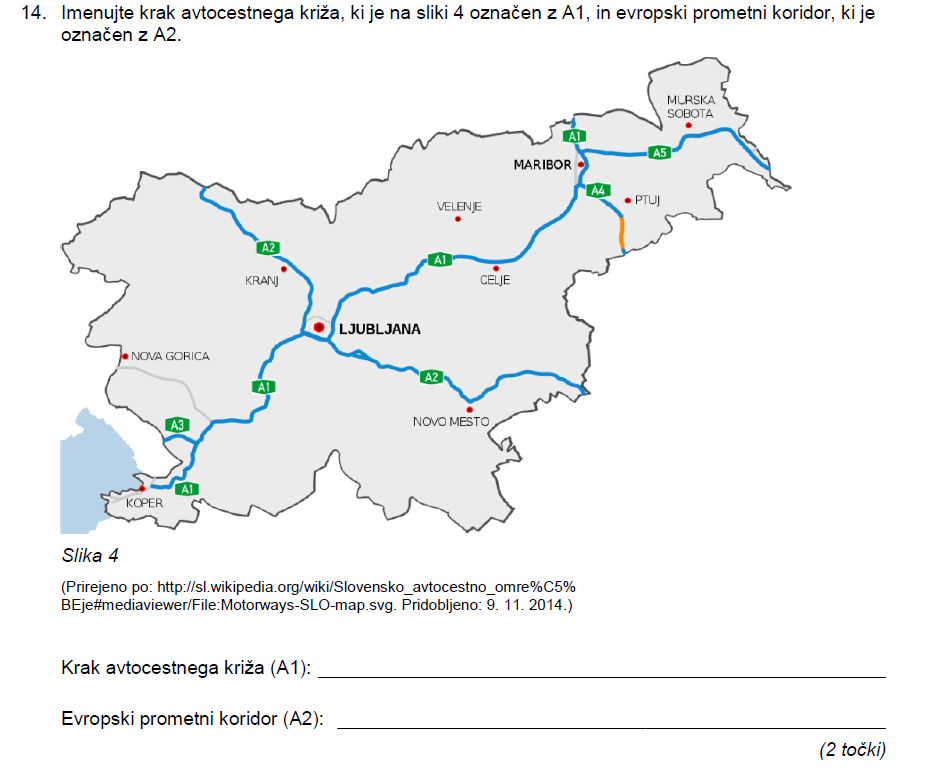 14. Imenujte krak avtocestnega križa, ki je na sliki 4 označen z A1, in evropski prometni koridor, ki je
označen z A2.
MURSKA
SOBOTA
A1
A5
MARIBOR
A4
PTUJ
VELENJE
A2
A1
KRANJ
CELJE
LJUBLJANA
NOVA GORICA
A1
A2
A3
NOVO MESTO
A1
KOPER
Slika 4
(Prirejeno po: http://sl.wikipedia.org/wiki/Slovensko_avtocestno_omre%C5%
BEje#mediaviewer/File:Motorways-SLO-map.svg. Pridobljeno: 9. 11. 2014.)
Krak avtocestnega križa (A1):
Evropski prometni koridor (A2):
(2 točki)